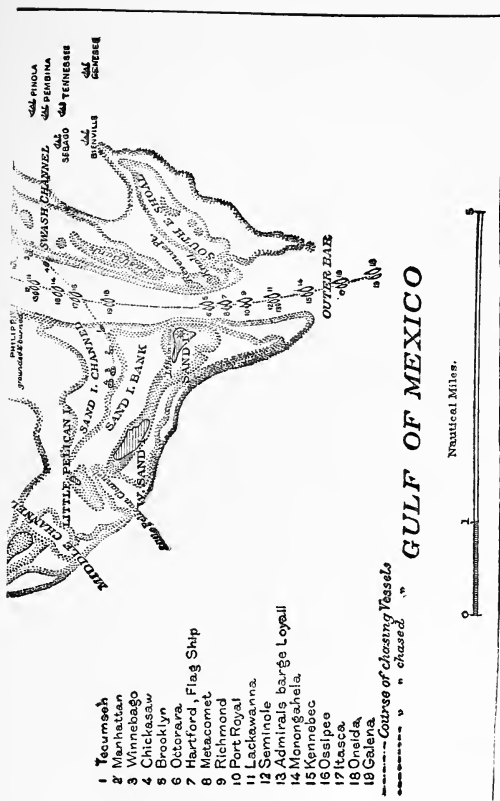 PINOLA
PEMBINA
TENNESSEE
GENESEE
SEBAGO
BIENVILLE
PHILIPPI
grounded & burned
SWASH CHANNEL
SOUTH E SHOAL
OUTER BAR
SAND I. CHANNEL
SAND I. BANK
SAND I.
W. SAND I.
LITTLE PELICAN I.
MIDDLE CHANNEL
GULF OF MEXICO
Nautical Miles.
0 1 5
1 Tecumseh
2 Manhattan
3 Winnebago
4 Chickasaw
5 Brooklyn
6 Octorara
7 Hartford, Flag Ship
8 Metacomet
9 Richmond
10 Port Royal
11 Lackawanna
12 Seminole
13 Admirals barge Loyall
14 Monongahela
15 Kennebec
16 Ossipee
17 Itasca
18 Oneida
19 Galena
Course of chasing Vessels
" " chased "